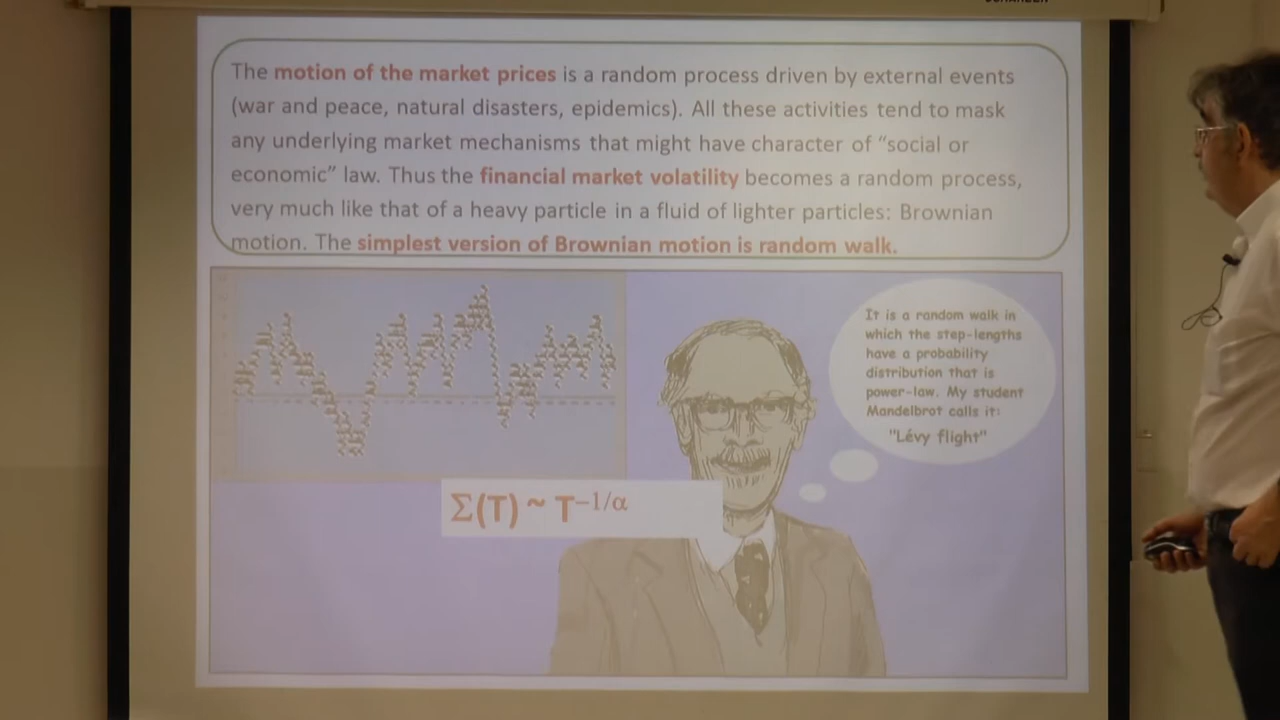 The motion of the market prices is a random process driven by external events
(war and peace, natural disasters, epidemics). All these activities tend to mask
any underlying market mechanisms that might have character of “social or
economic” law. Thus the financial market volatility becomes a random process,
very much like that of a heavy particle in a fluid of lighter particles: Brownian
motion. The simplest version of Brownian motion is random walk.
It is a random walk in
which the step-lengths
have a probability
distribution that is
power-law. My student
Mandelbrot calls it:
"Lévy flight"
Σ(T) ~ T−1/α